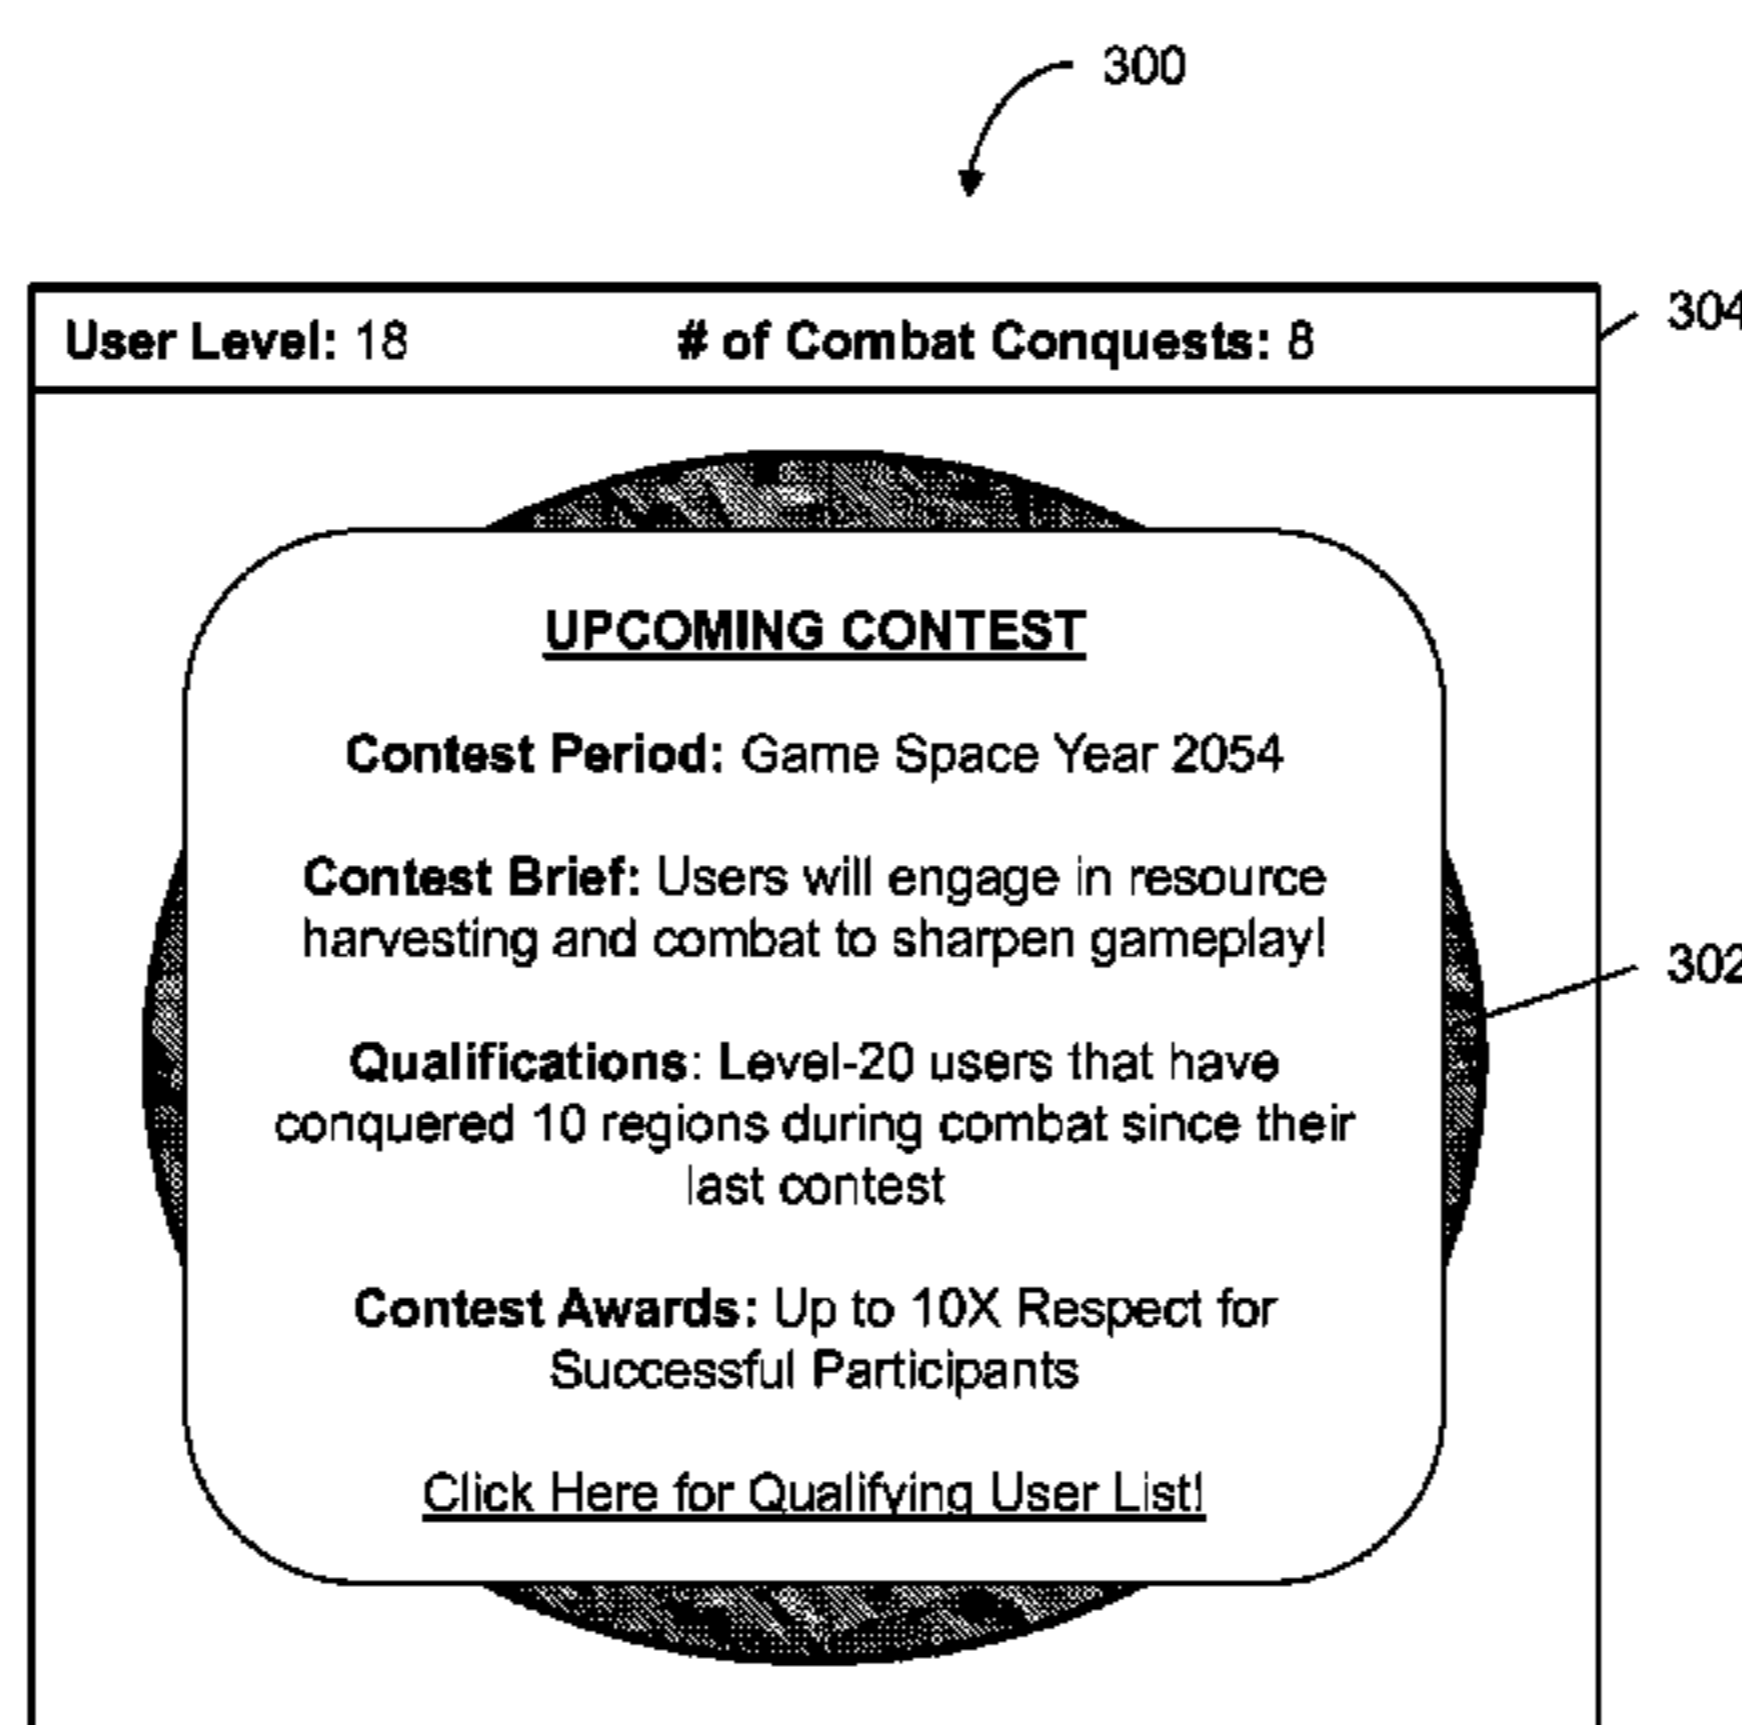 300
User Level: 18 # of Combat Conquests: 8
304
UPCOMING CONTEST
Contest Period: Game Space Year 2054
Contest Brief: Users will engage in resource
harvesting and combat to sharpen gameplay!
302
Qualifications: Level-20 users that have
conquered 10 regions during combat since their
last contest
Contest Awards: Up to 10X Respect for
Successful Participants
Click Here for Qualifying User List!